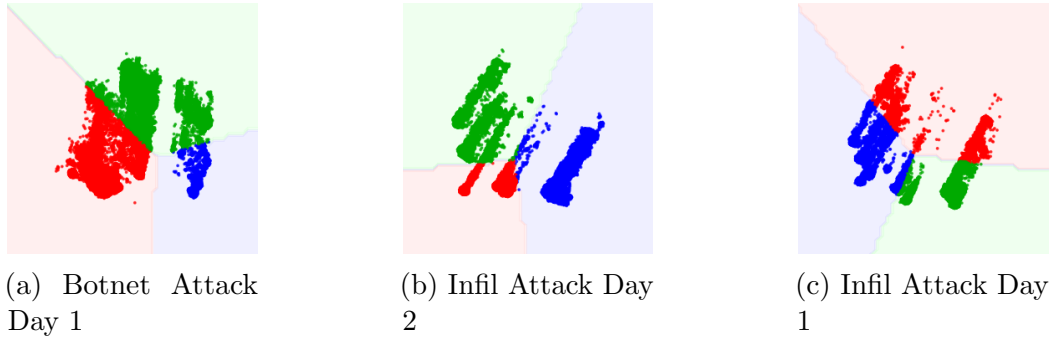 (a) Botnet Attack
Day 1
(b) Infil Attack Day
2
(c) Infil Attack Day
1